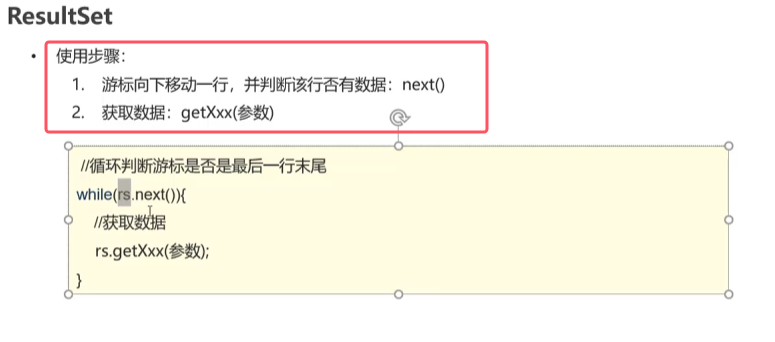 ResultSet
• 使用步骤：
1. 游标向下移动一行，并判断该行否有数据：next()
2. 获取数据：getXxx(参数)
//循环判断游标是否是最后一行末尾
while(rs.next()){
//获取数据
rs.getXxx(参数);
}